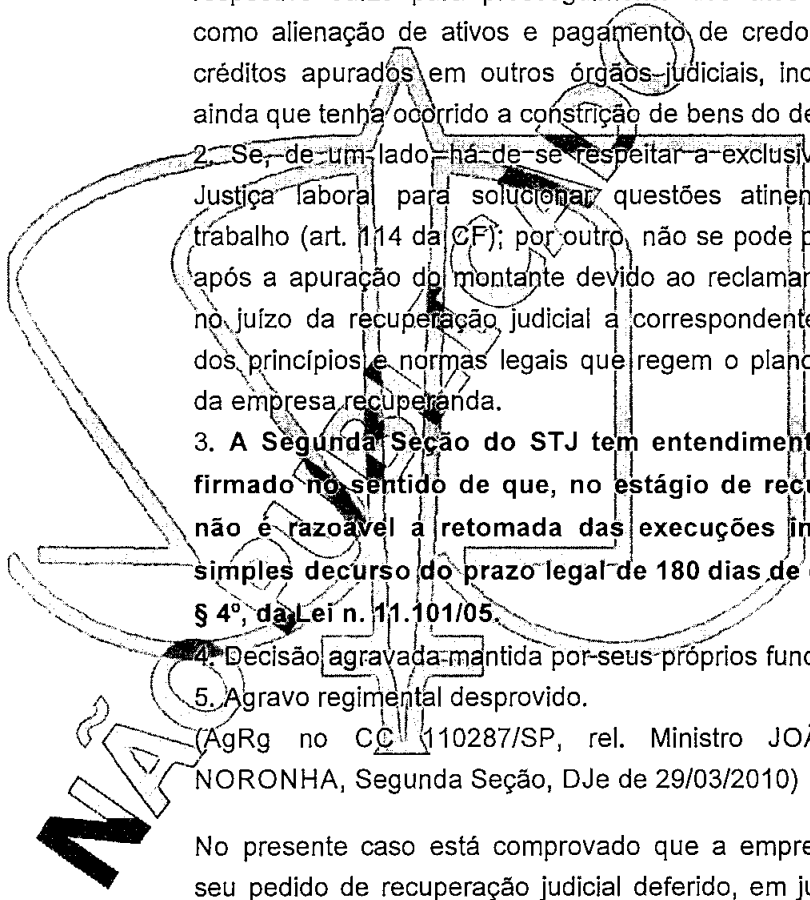 como alienação de ativos e pagamento de credo
créditos apurados em outros órgãos judiciais, inc
ainda que tenha ocorrido a constrição de bens do de
2. Se, de um lado, há de se respeitar a exclusiv
Justiça laboral para solucionar questões atinen
trabalho (art. 114 da CF); por outro, não se pode p
após a apuração do montante devido ao reclamar
no juízo da recuperação judicial a correspondente
dos princípios e normas legais que regem o plano
da empresa recuperanda.
3. A Segunda Seção do STJ tem entendiment
firmado no sentido de que, no estágio de recu
não é razoável a retomada das execuções in
simples decurso do prazo legal de 180 dias de
§ 4º, da Lei n. 11.101/05.
4. Decisão agravada mantida por seus próprios fund
5. Agravo regimental desprovido.
(AgRg no CC 110287/SP, rel. Ministro JOÃ
NORONHA, Segunda Seção, DJe de 29/03/2010)
No presente caso está comprovado que a empre
seu pedido de recuperação judicial deferido, em ju
NÃO PUBLICADO